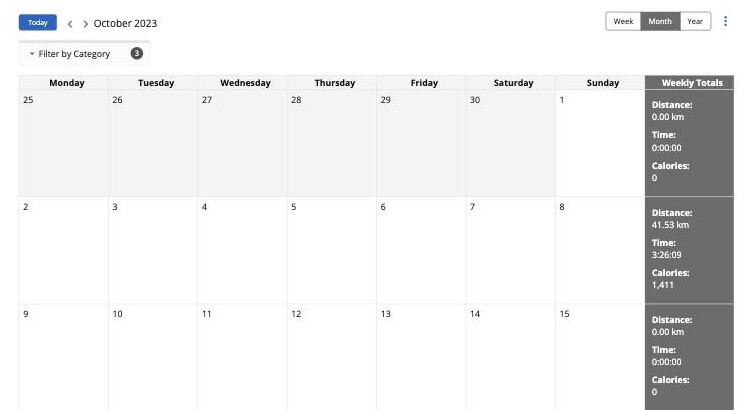 Today < > October 2023 Week Month Year
Filter by Category 3
Monday Tuesday Wednesday Thursday Friday Saturday Sunday Weekly Totals
25 26 27 28 29 30 1
Distance:
0.00 km
Time:
0:00:00
Calories:
0
2 3 4 5 6 7 8
Distance:
41.53 km
Time:
3:26:09
Calories:
1,411
9 10 11 12 13 14 15
Distance:
0.00 km
Time:
0:00:00
Calories:
0